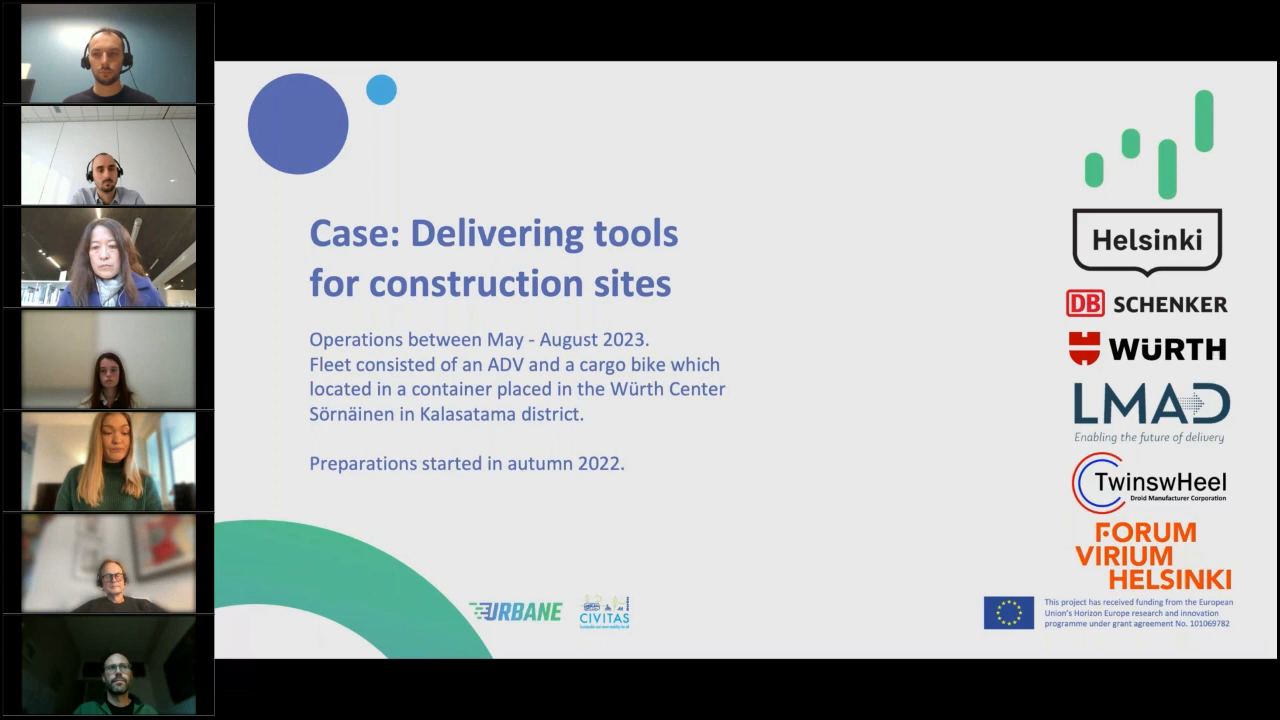 Case: Delivering tools
for construction sites
Operations between May - August 2023.
Fleet consisted of an ADV and a cargo bike which
located in a container placed in the Würth Center
Sörnäinen in Kalasatama district.
Preparations started in autumn 2022.
Helsinki
DB SCHENKER
WÜRTH
LMAD
Enabling the future of delivery
TwinswHeel
Droid Manufacturer Corporation
FORUM
VIRIUM
HELSINKI
URBANE
CIVITAS
This project has received funding from the European
Union's Horizon Europe research and innovation
programme under grant agreement No. 101069782